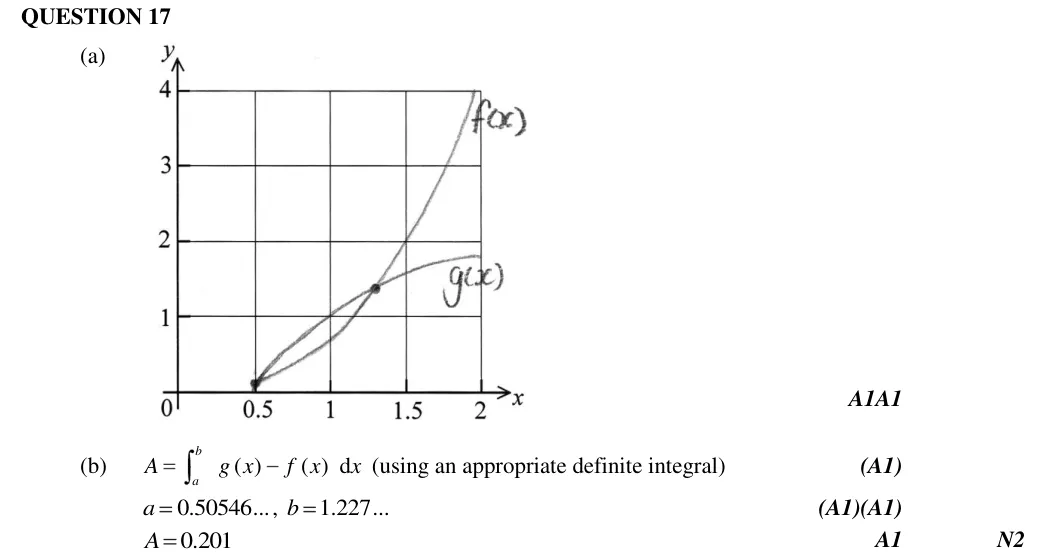 QUESTION 17
(a)
y
4
f(x)
3
2
g(x)
1
0 0.5 1 1.5 2 x
A1A1
(b) A = ∫_a^b g(x) − f(x) dx (using an appropriate definite integral) (A1)
a = 0.50546..., b = 1.227... (A1)(A1)
A = 0.201 A1 N2